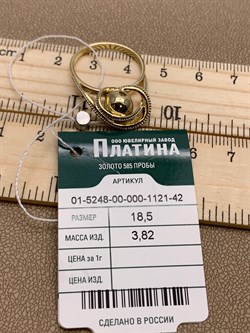 ООО ЮВЕЛИРНЫЙ ЗАВОД
ПЛАТИНА
ЗОЛОТО 585 ПРОБЫ
АРТИКУЛ
01-5248-00-000-1121-42
РАЗМЕР 18,5
МАССА ИЗД. 3,82
ЦЕНА за 1г
ЦЕНА ИЗД.
СДЕЛАНО В РОССИИ